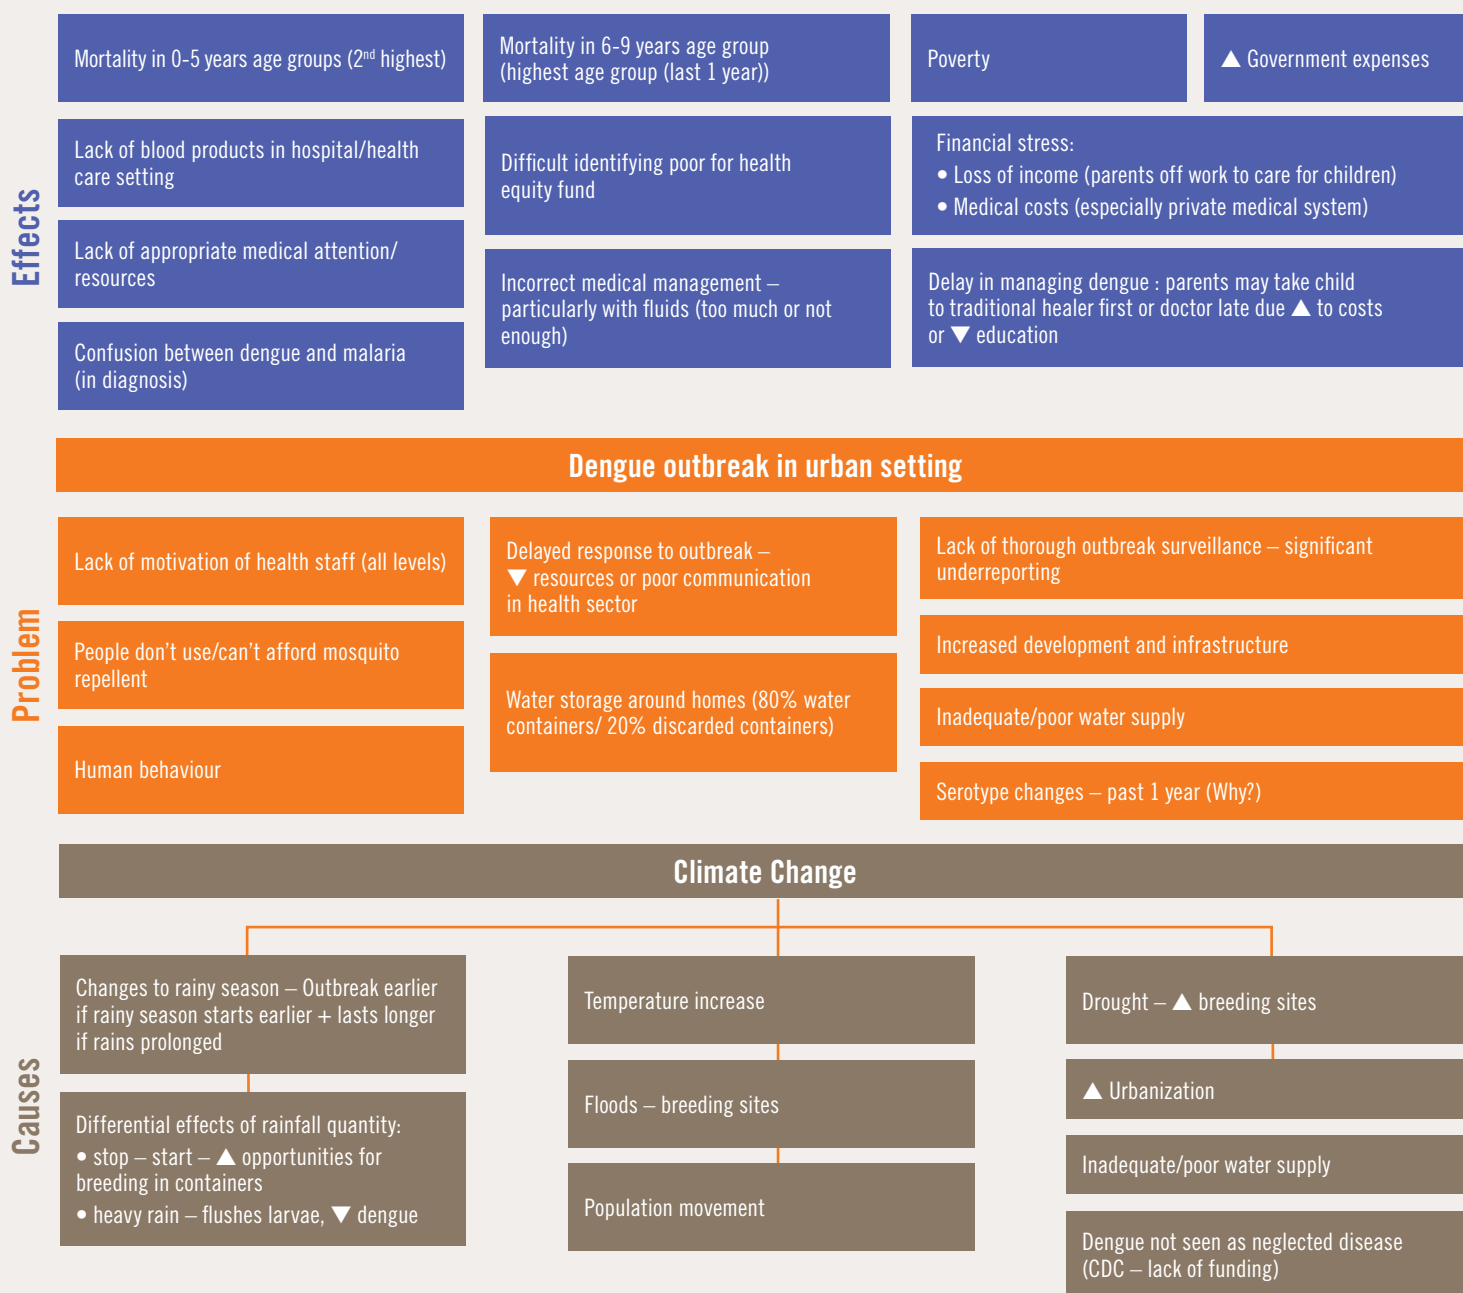 Effects
Mortality in 0-5 years age groups (2nd highest)
Mortality in 6-9 years age group
(highest age group (last 1 year))
Poverty
▲ Government expenses
Lack of blood products in hospital/health
care setting
Difficult identifying poor for health
equity fund
Financial stress:
• Loss of income (parents off work to care for children)
• Medical costs (especially private medical system)
Lack of appropriate medical attention/
resources
Incorrect medical management –
particularly with fluids (too much or not
enough)
Delay in managing dengue : parents may take child
to traditional healer first or doctor late due ▲ to costs
or ▼ education
Confusion between dengue and malaria
(in diagnosis)
Dengue outbreak in urban setting
Problem
Lack of motivation of health staff (all levels)
Delayed response to outbreak –
▼ resources or poor communication
in health sector
Lack of thorough outbreak surveillance – significant
underreporting
People don’t use/can’t afford mosquito
repellent
Increased development and infrastructure
Water storage around homes (80% water
containers/ 20% discarded containers)
Inadequate/poor water supply
Human behaviour
Serotype changes – past 1 year (Why?)
Climate Change
Causes
Changes to rainy season – Outbreak earlier
if rainy season starts earlier + lasts longer
if rains prolonged
Temperature increase
Drought – ▲ breeding sites
Differential effects of rainfall quantity:
• stop – start – ▲ opportunities for
breeding in containers
• heavy rain – flushes larvae, ▼ dengue
Floods – breeding sites
▲ Urbanization
Population movement
Inadequate/poor water supply
Dengue not seen as neglected disease
(CDC – lack of funding)